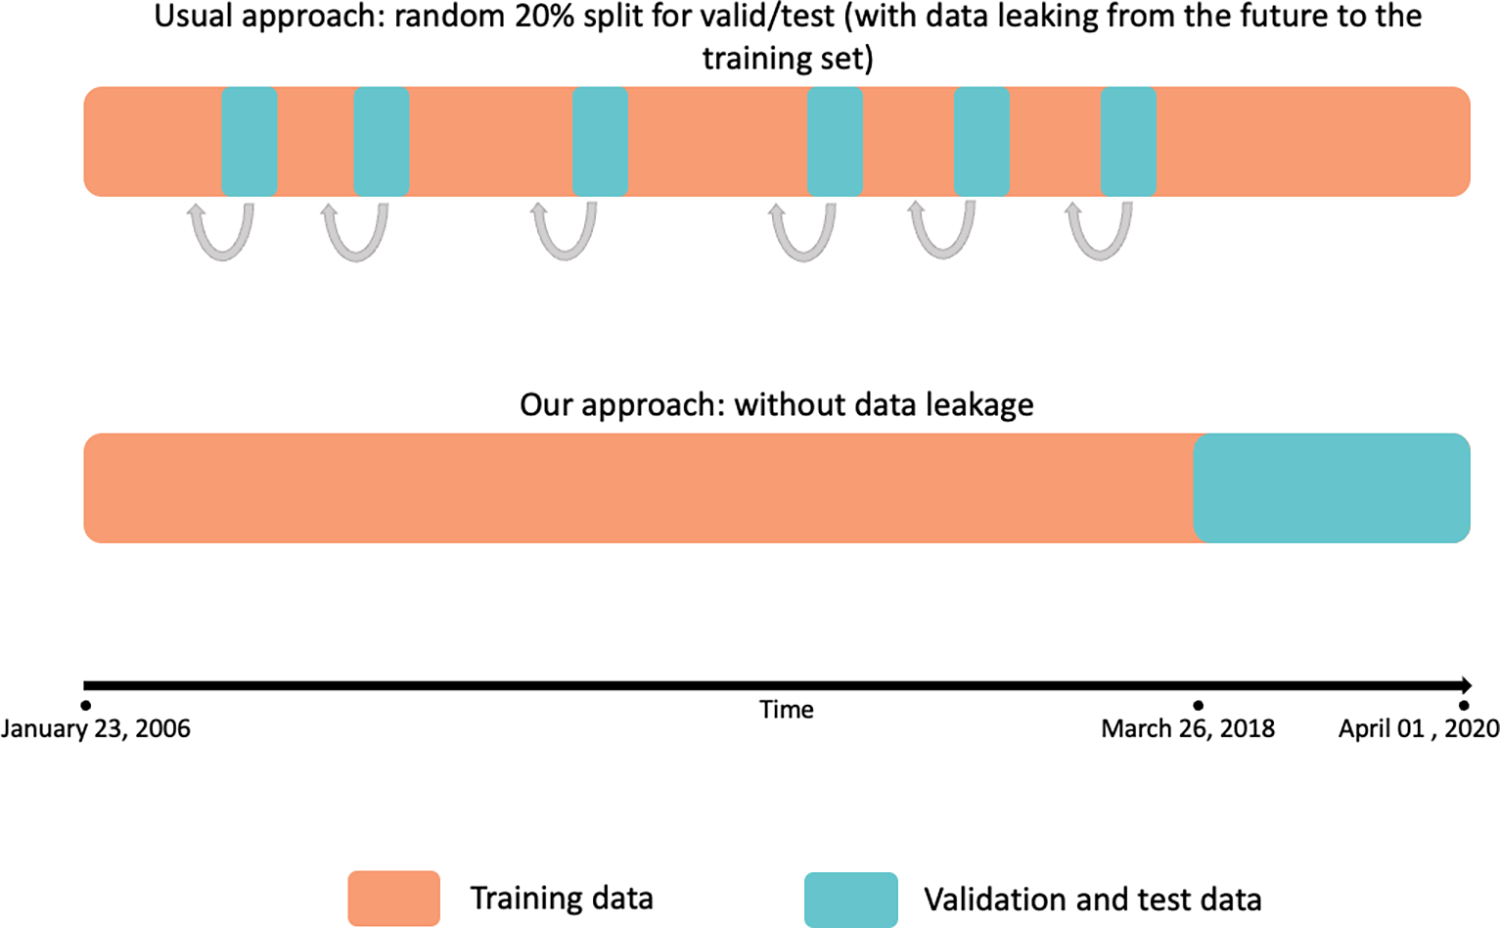 Usual approach: random 20% split for valid/test (with data leaking from the future to the
training set)
Our approach: without data leakage
Time
January 23, 2006
March 26, 2018
April 01 , 2020
Training data
Validation and test data